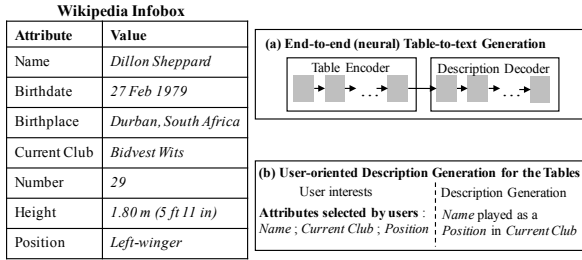 Wikipedia Infobox
Attribute Value
Name Dillon Sheppard
Birthdate 27 Feb 1979
Birthplace Durban, South Africa
Current Club Bidvest Wits
Number 29
Height 1.80 m (5 ft 11 in)
Position Left-winger
(a) End-to-end (neural) Table-to-text Generation
Table Encoder Description Decoder
... ...
(b) User-oriented Description Generation for the Tables
User interests Description Generation
Attributes selected by users :
Name ; Current Club ; Position
Name played as a
Position in Current Club